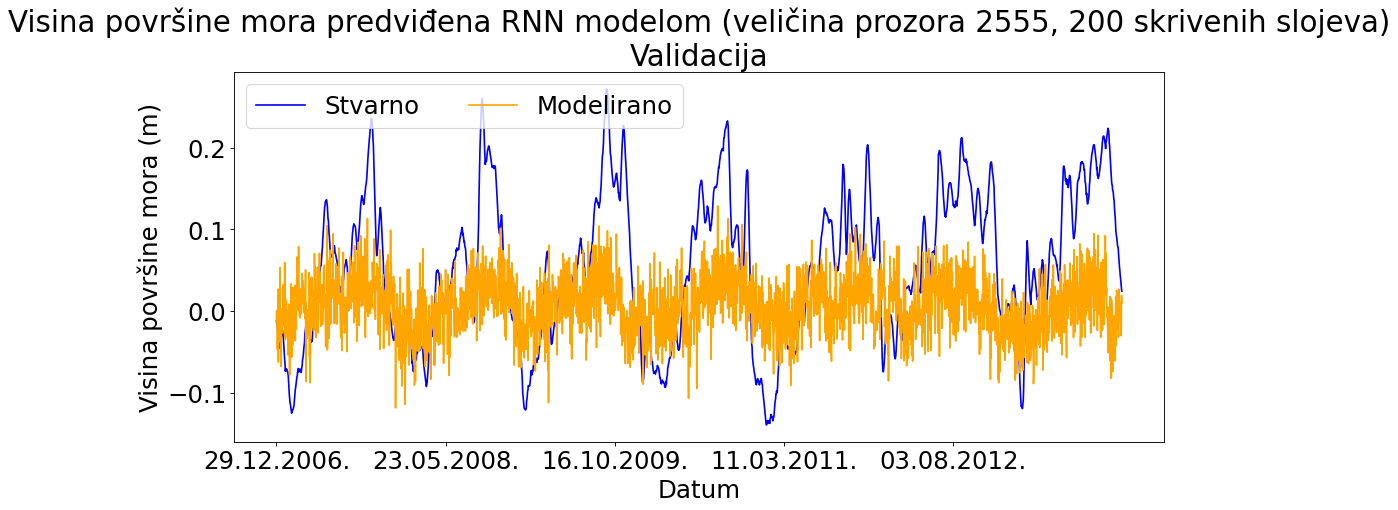 Visina površine mora predviđena RNN modelom (veličina prozora 2555, 200 skrivenih slojeva)
Validacija
Stvarno Modelirano
Visina površine mora (m)
0.2
0.1
0.0
−0.1
29.12.2006. 23.05.2008. 16.10.2009. 11.03.2011. 03.08.2012.
Datum